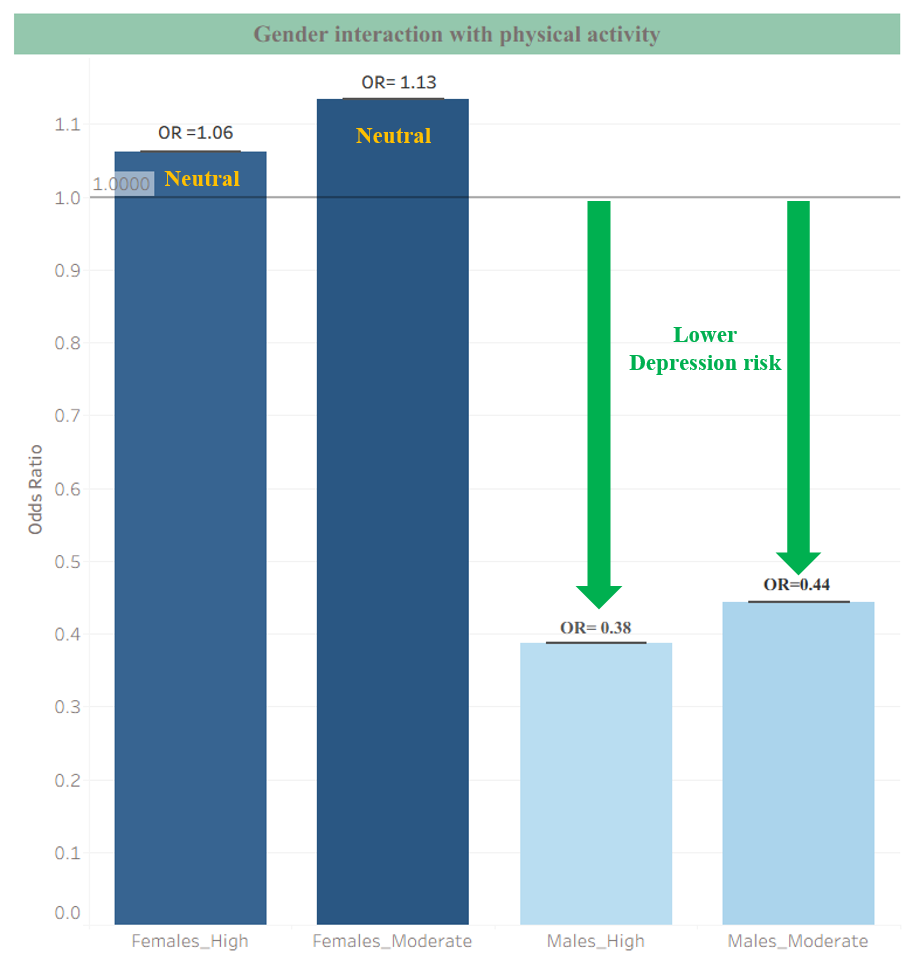 Gender interaction with physical activity
OR= 1.13
OR =1.06
Neutral
Neutral
1.0000
1.1
1.0
0.9
0.8
0.7
0.6
0.5
0.4
0.3
0.2
0.1
0.0
Odds Ratio
Lower
Depression risk
OR=0.44
OR= 0.38
Females_High
Females_Moderate
Males_High
Males_Moderate